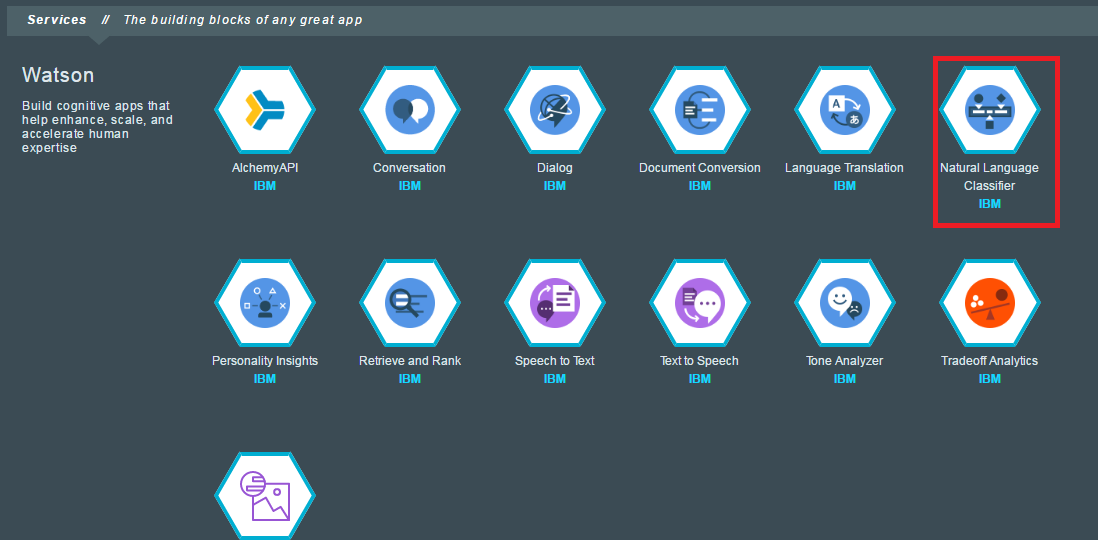 Services // The building blocks of any great app
Watson
Build cognitive apps that
help enhance, scale, and
accelerate human
expertise
AlchemyAPI
IBM
Conversation
IBM
Dialog
IBM
Document Conversion
IBM
Language Translation
IBM
Natural Language
Classifier
IBM
Personality Insights
IBM
Retrieve and Rank
IBM
Speech to Text
IBM
Text to Speech
IBM
Tone Analyzer
IBM
Tradeoff Analytics
IBM
A
あ